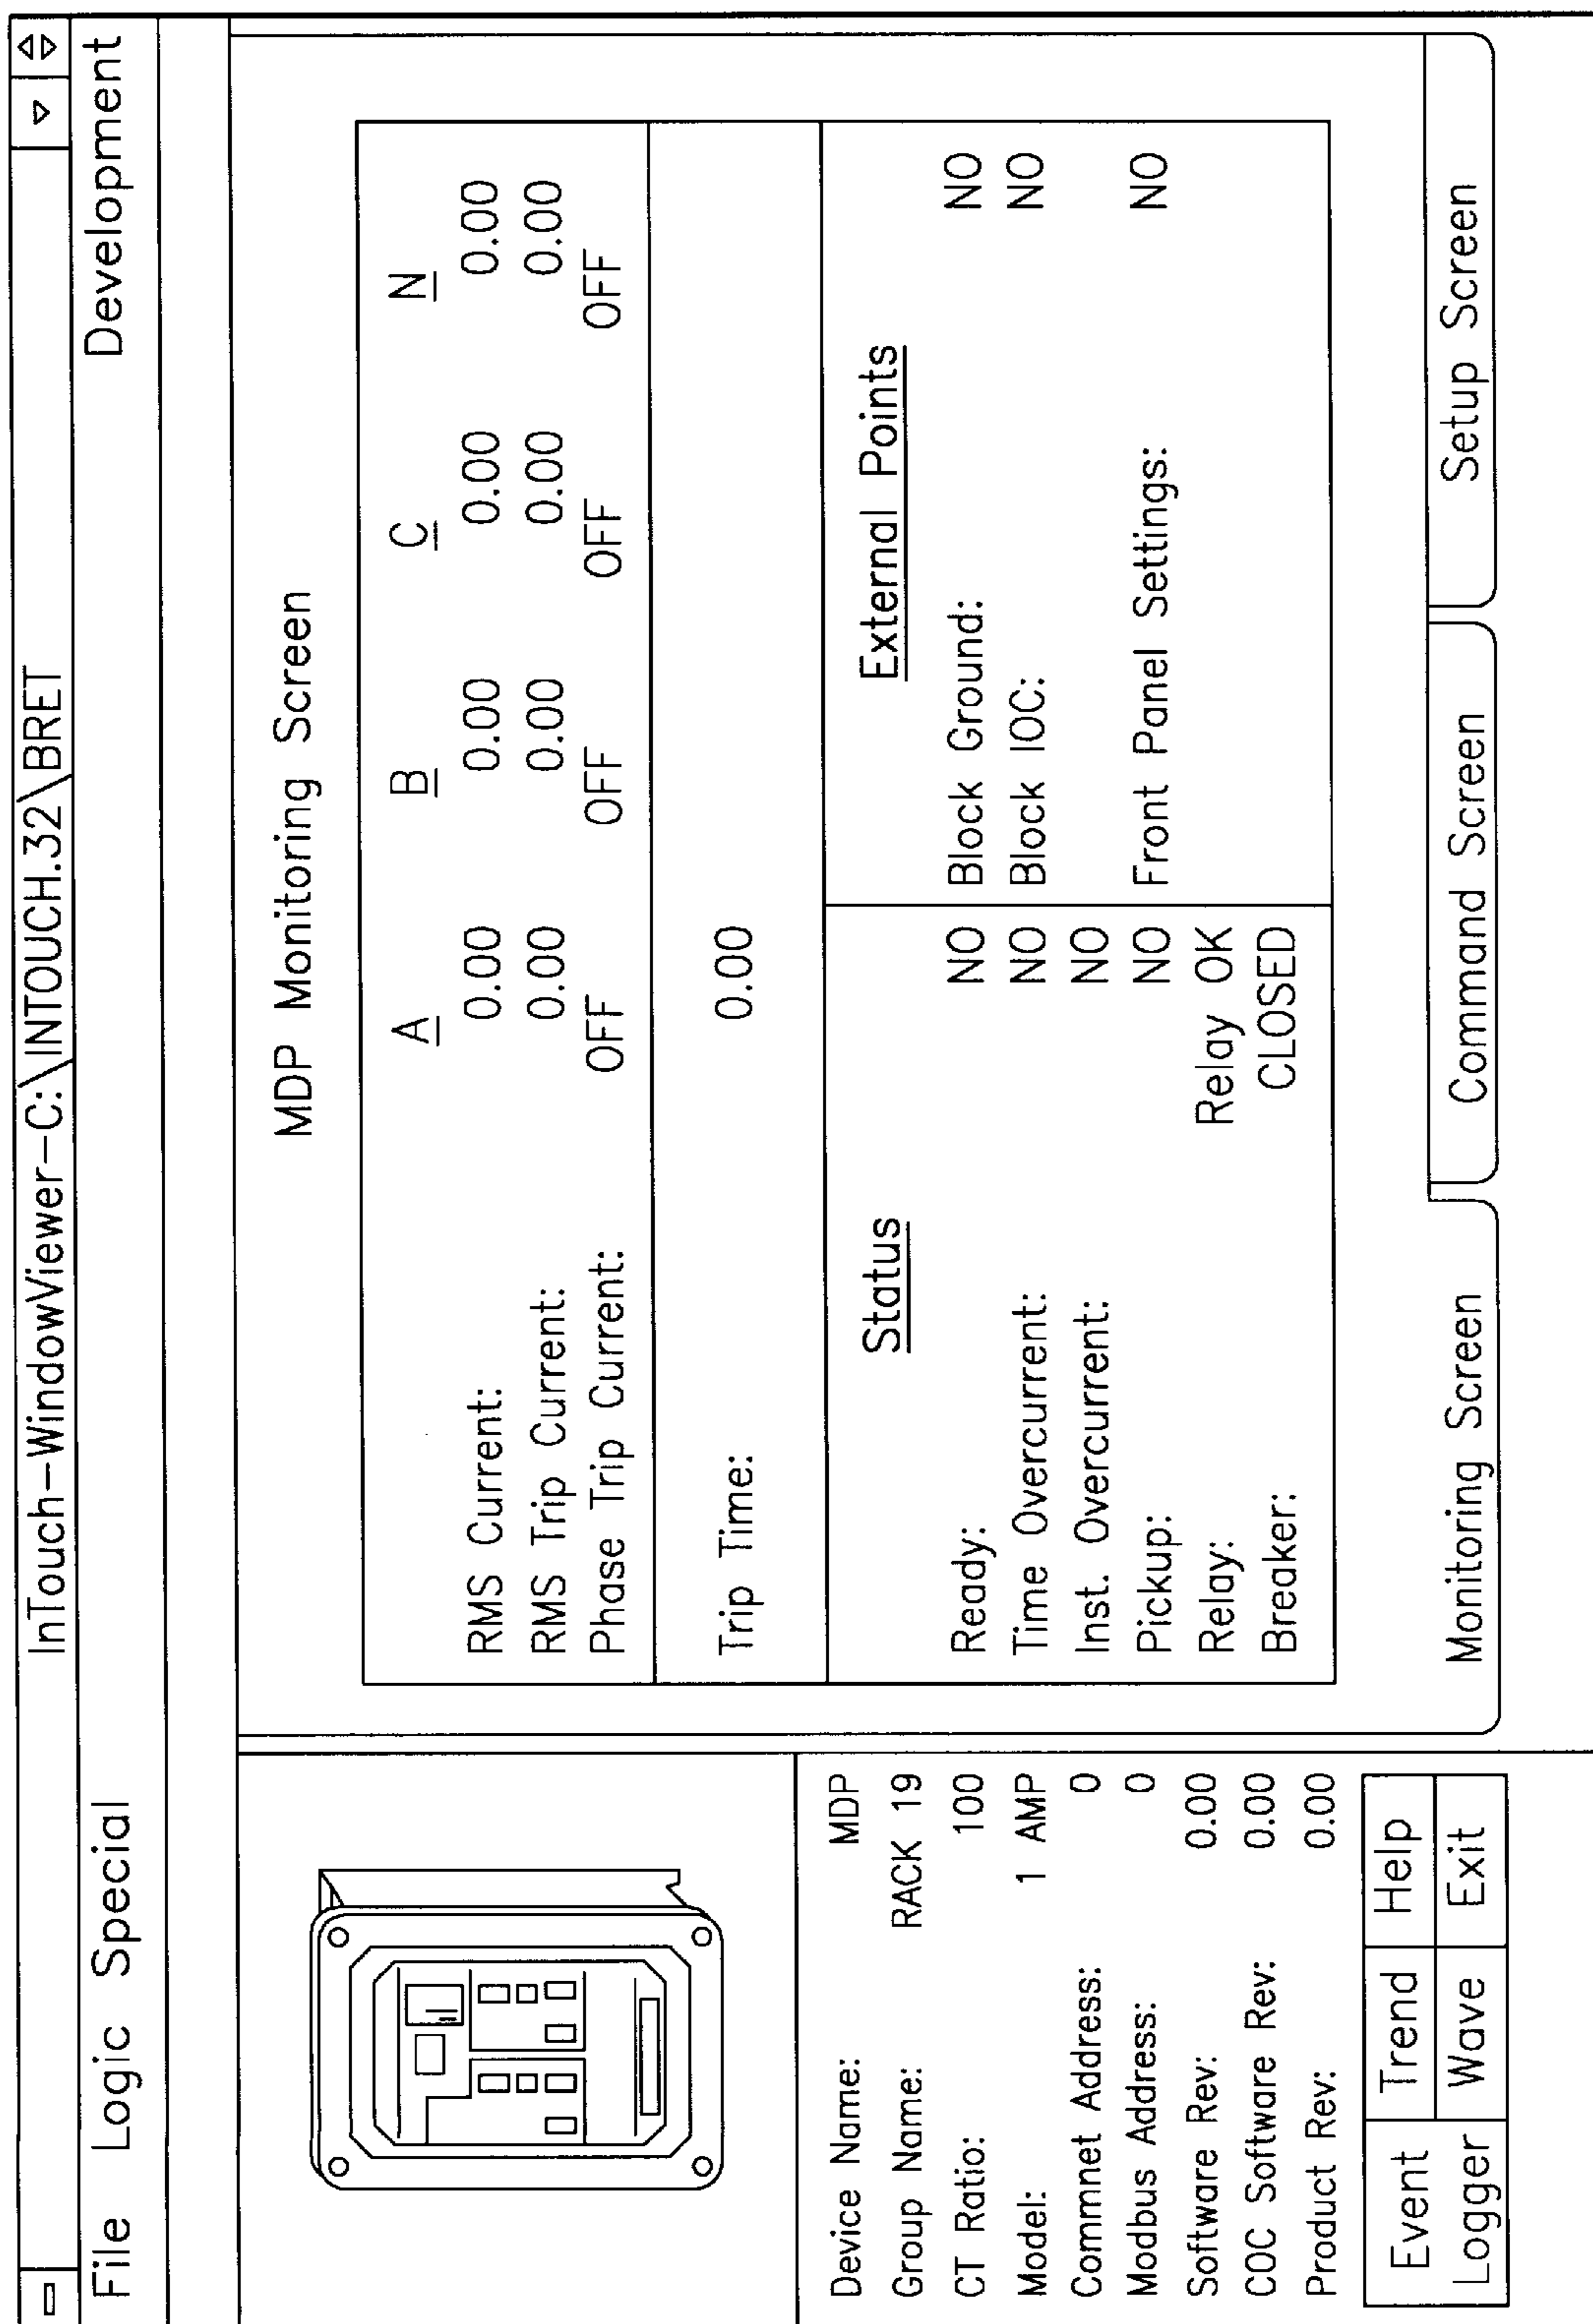 InTouch-WindowViewer-C:\INTOUCH.32\BRET
File Logic Special Development
MDP Monitoring Screen
A B C N
RMS Current: 0.00 0.00 0.00 0.00
RMS Trip Current: 0.00 0.00 0.00 0.00
Phase Trip Current: OFF OFF OFF OFF
Trip Time: 0.00
Status
Ready: NO
Time Overcurrent: NO
Inst. Overcurrent: NO
Pickup: NO
Relay: Relay OK
Breaker: CLOSED
External Points
Block Ground: NO
Block IOC: NO
Front Panel Settings: NO
Device Name: MDP
Group Name: RACK 19
CT Ratio: 100
Model: 1 AMP
Commnet Address: 0
Modbus Address: 0
Software Rev: 0.00
COC Software Rev: 0.00
Product Rev: 0.00
Event Trend Help
Logger Wave Exit
Monitoring Screen Command Screen Setup Screen